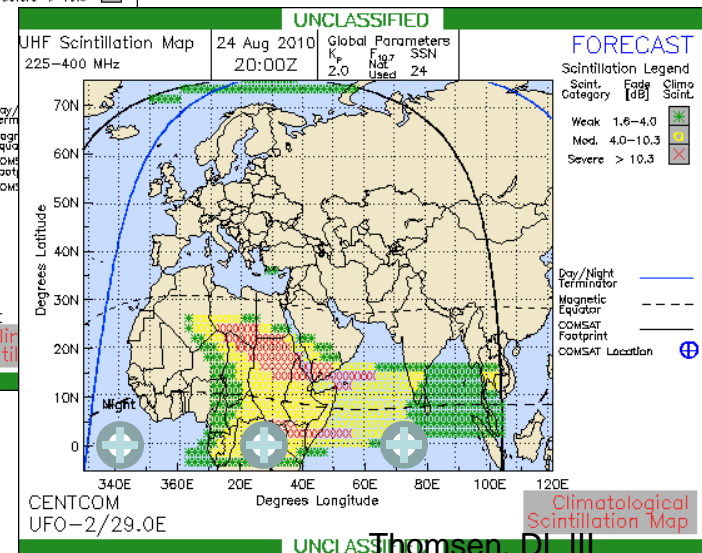 UNCLASSIFIED
UHF Scintillation Map
225-400 MHz
24 Aug 2010
20:00Z
Global Parameters
Kp F10.7 SSN
2.0 Not Used 24
FORECAST
Scintillation Legend
Scint. Category Fade [dB] Climo Scint.
Weak 1.6-4.0
Mod. 4.0-10.3
Severe > 10.3
Day/Night Terminator
Magnetic Equator
COMSAT Footprint
COMSAT Location
Degrees Latitude
70N
60N
50N
40N
30N
20N
10N
0
Night
340E 360E 20E 40E 60E 80E 100E 120E
Degrees Longitude
CENTCOM
UFO-2/29.0E
Climatological
Scintillation Map
Thomsen, DL III